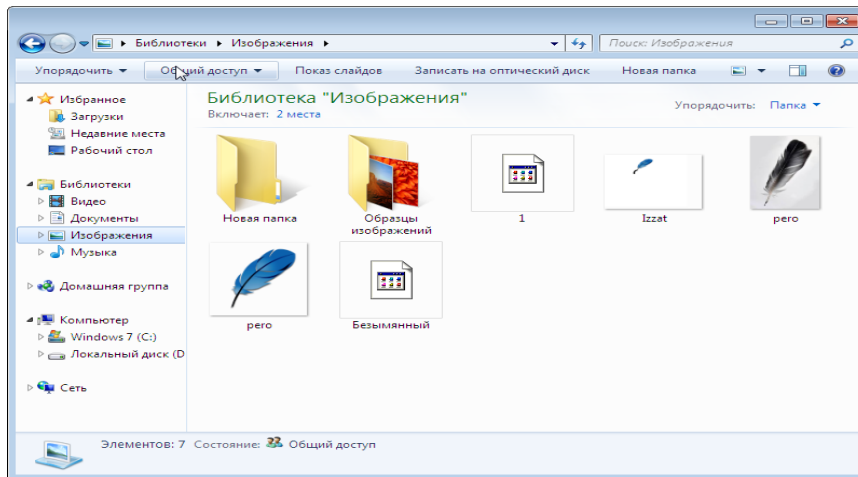 Библиотеки Изображения
Поиск: Изображения
Упорядочить Общий доступ Показ слайдов Записать на оптический диск Новая папка
Избранное
Загрузки
Недавние места
Рабочий стол
Библиотеки
Видео
Документы
Изображения
Музыка
Домашняя группа
Компьютер
Windows 7 (C:)
Локальный диск (D
Сеть
Библиотека "Изображения"
Включает: 2 места
Упорядочить: Папка
Новая папка
Образцы
изображений
1
Izzat
pero
pero
Безымянный
Элементов: 7 Состояние: Общий доступ